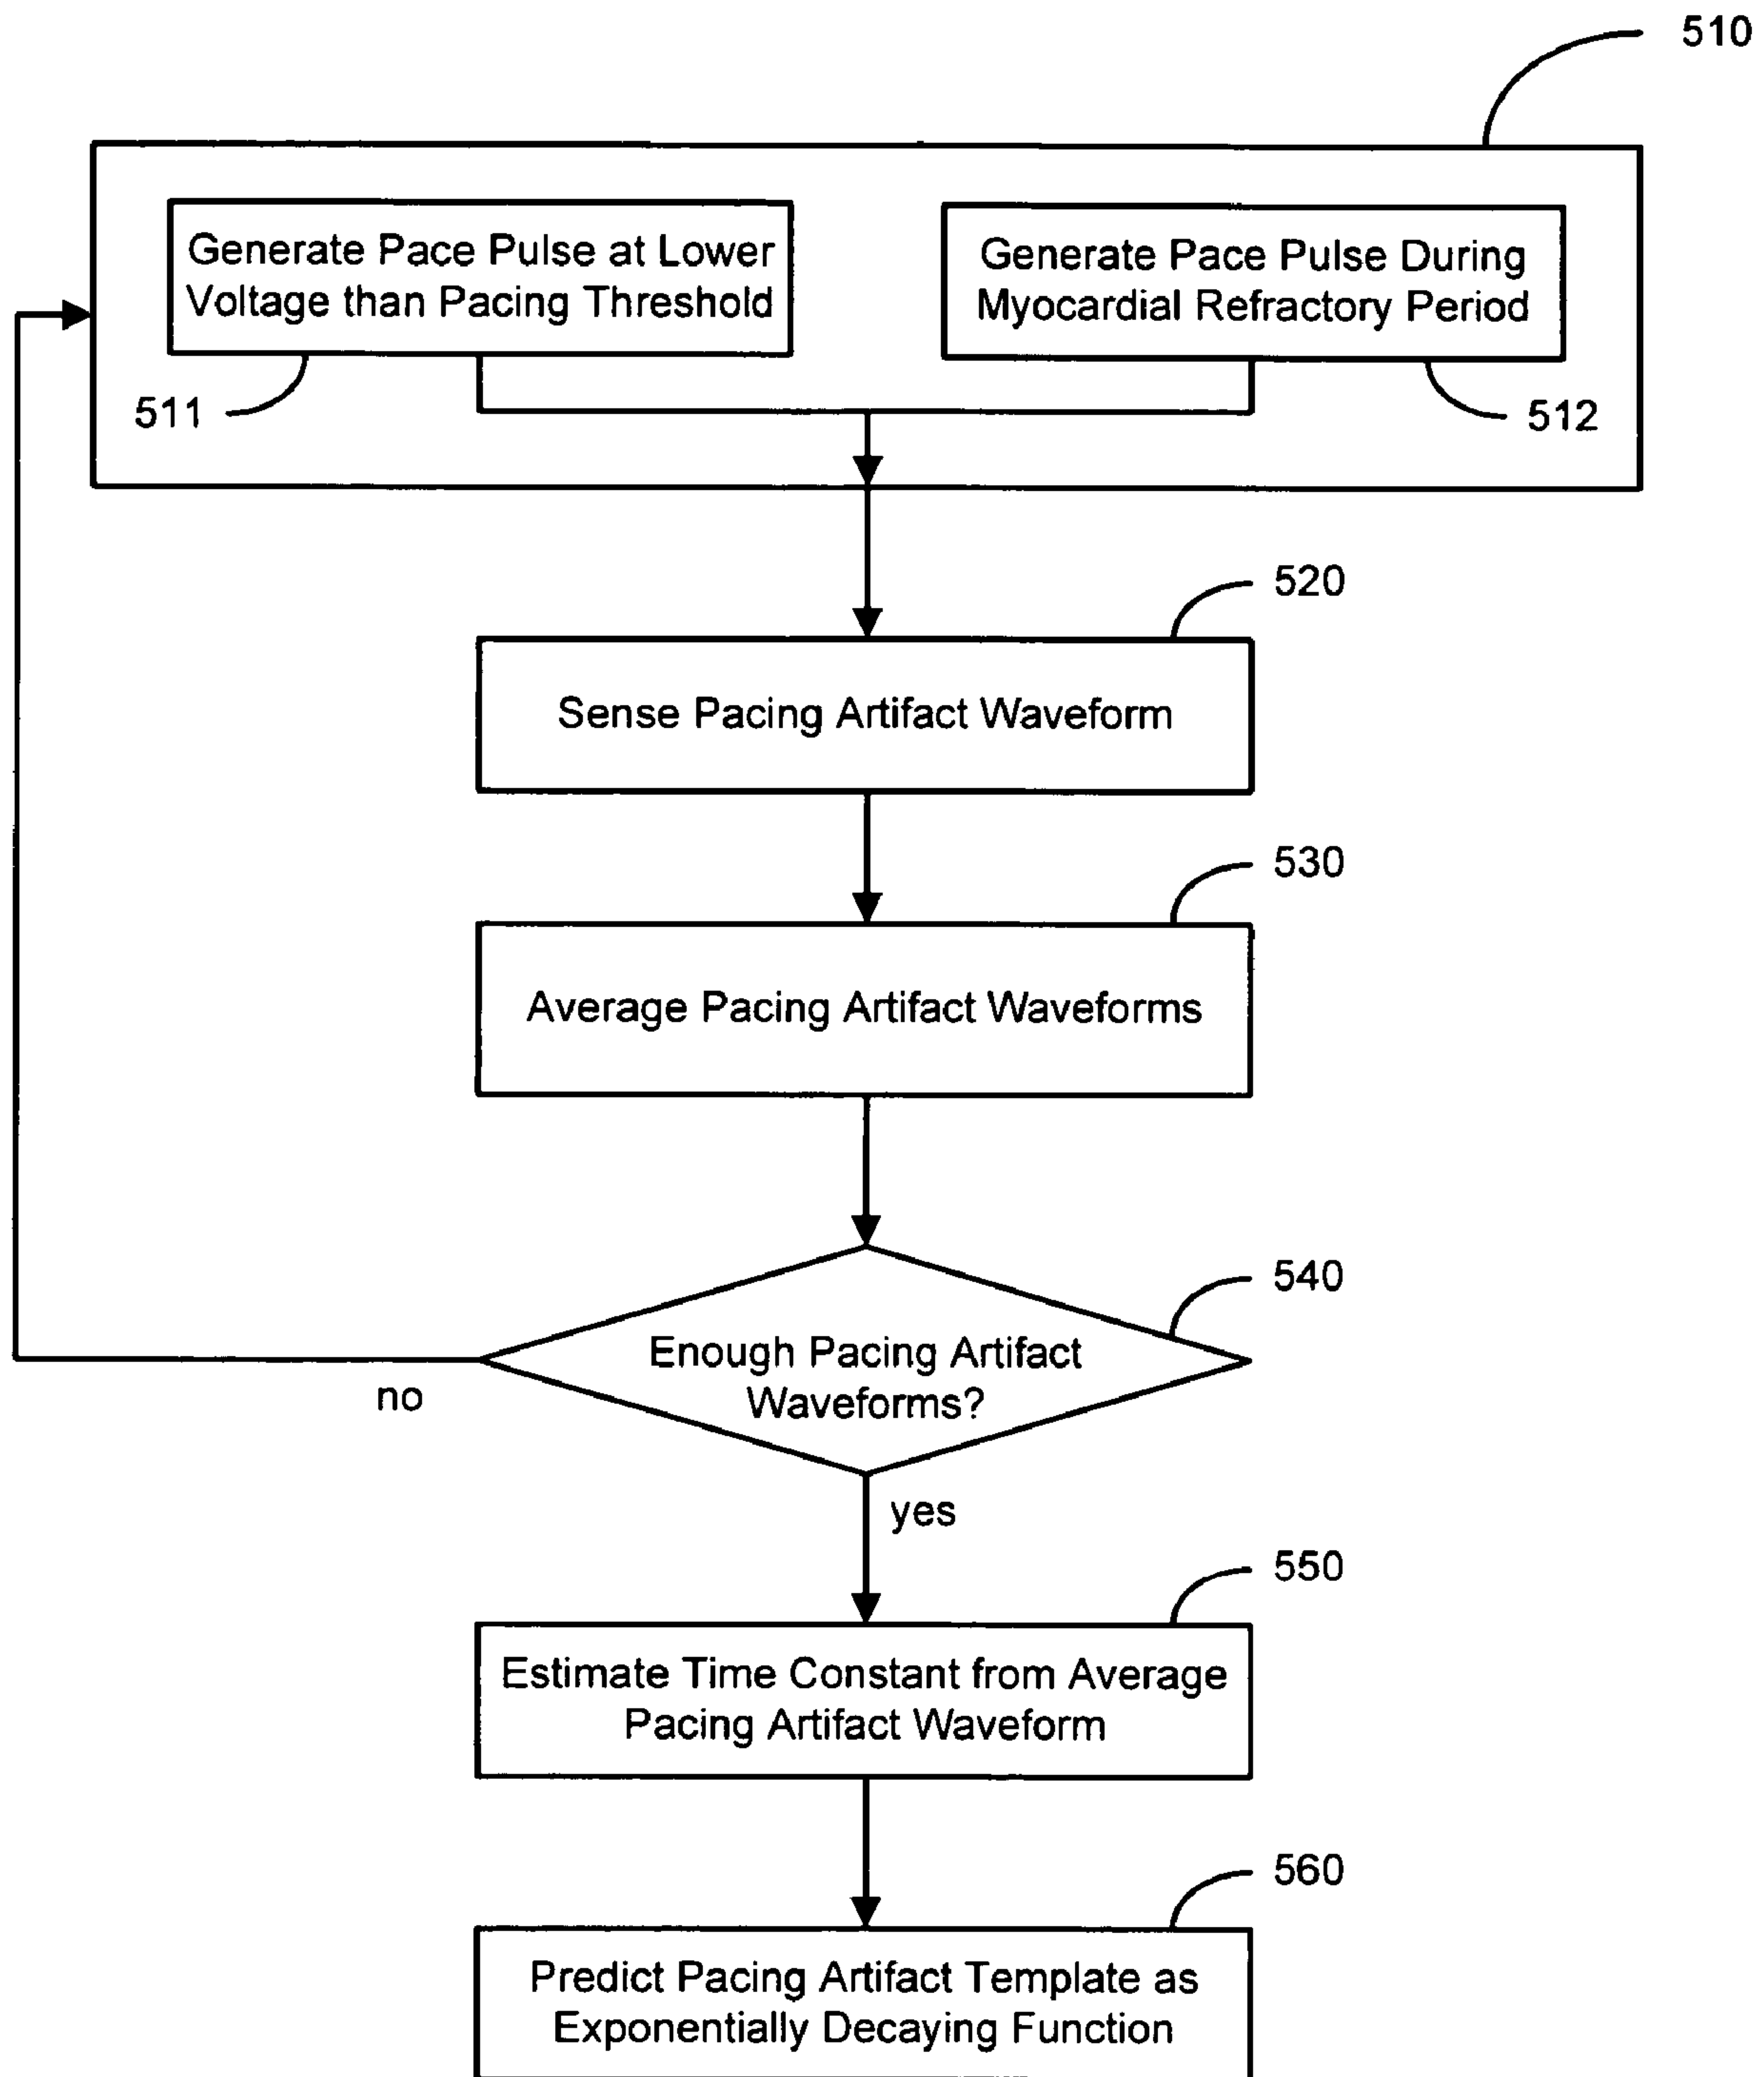 510
Generate Pace Pulse at Lower
Voltage than Pacing Threshold
Generate Pace Pulse During
Myocardial Refractory Period
511
512
520
Sense Pacing Artifact Waveform
530
Average Pacing Artifact Waveforms
540
Enough Pacing Artifact
Waveforms?
no
yes
550
Estimate Time Constant from Average
Pacing Artifact Waveform
560
Predict Pacing Artifact Template as
Exponentially Decaying Function